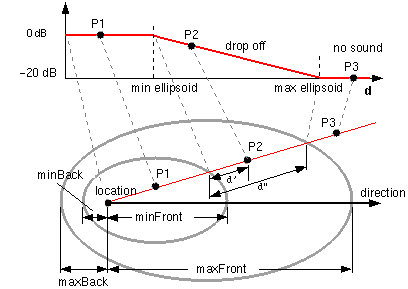 0 dB
P1
P2
drop off
no sound
P3
−20 dB
min ellipsoid
max ellipsoid
d
P3
P2
minBack
P1
location
d'
d"
direction
minFront
maxFront
maxBack